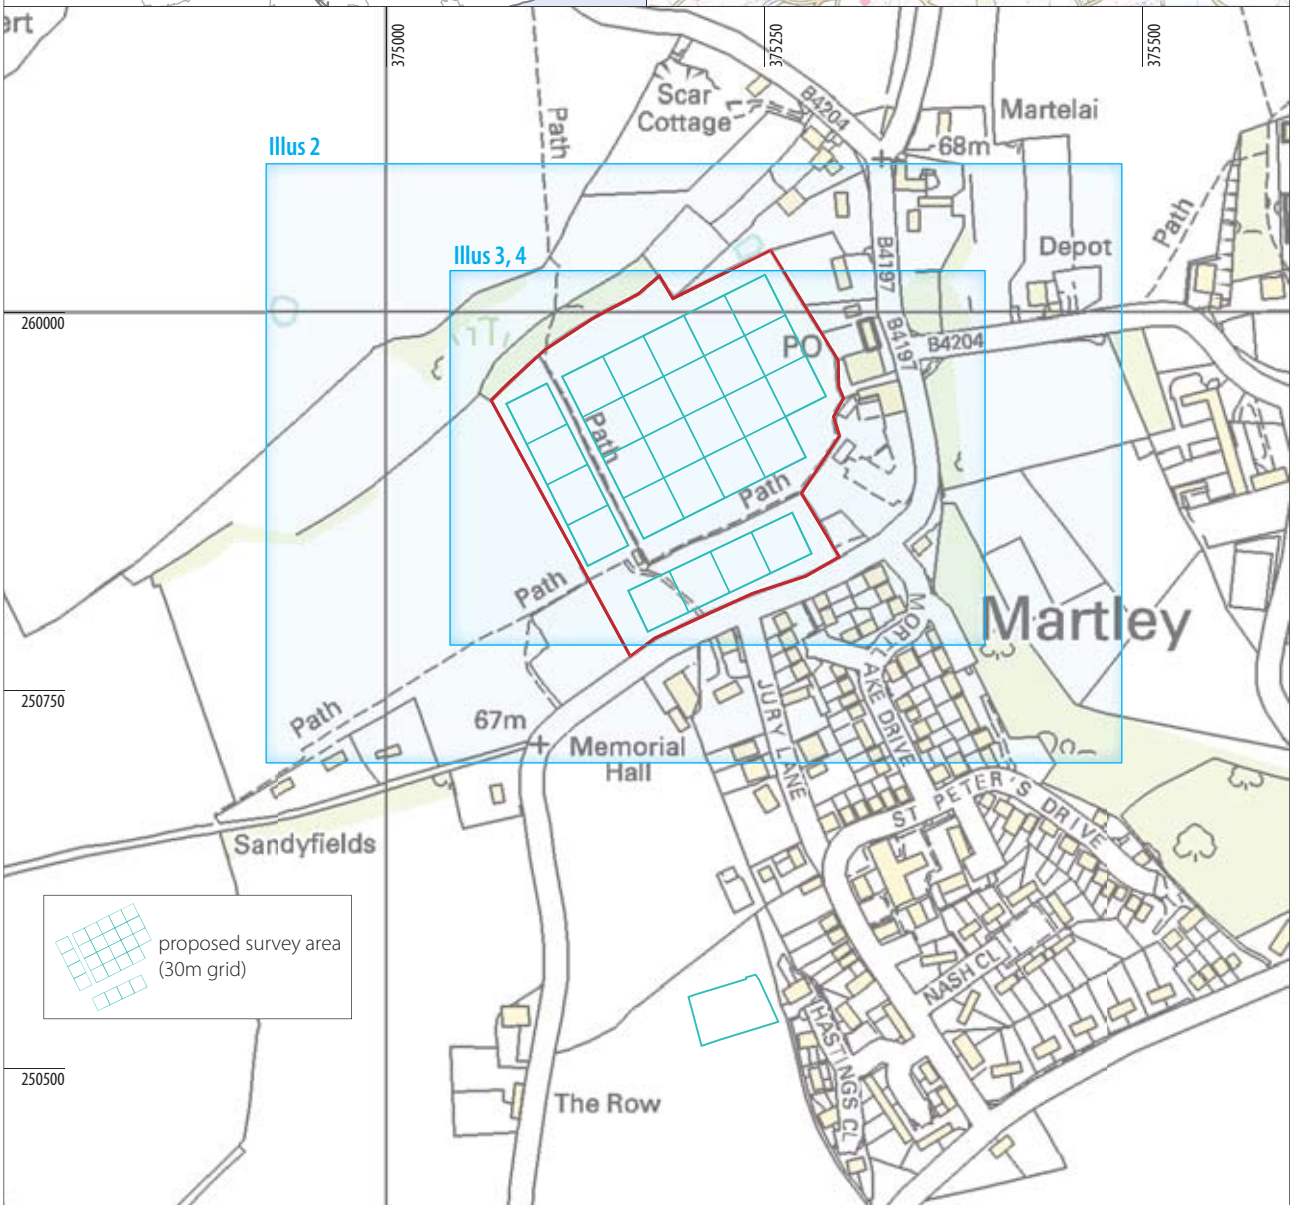 ert
375000
375250
375500
Scar
Cottage
B4204
Martelai
Path
68m
Illus 2
Path
Depot
B4197
Illus 3, 4
260000
PO
B4197
B4204
Path
Path
Path
Martley
MORTLAKE DRIVE
250750
Path
67m
Memorial
Hall
JURY LANE
ST PETER'S DRIVE
Sandyfields
proposed survey area
(30m grid)
NASH CL
HASTINGS CL
250500
The Row